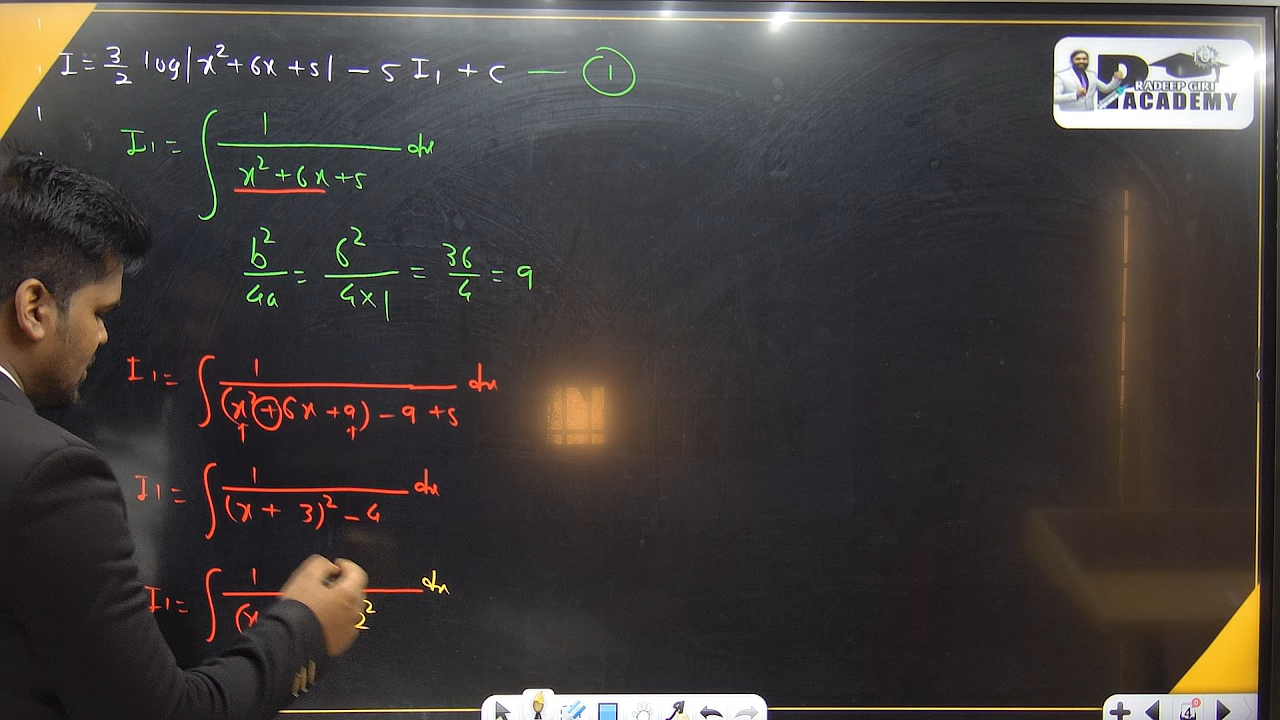 I = 3/2 log|x²+6x+5| - 5 I₁ + c — ①
I₁ = ∫ 1/(x²+6x+5) dx
b²/4a = 6²/4×1 = 36/4 = 9
I₁ = ∫ 1/((x²+6x+9)-9+5) dx
I₁ = ∫ 1/((x+3)²-4) dx
I₁ = ∫ 1/(x 2² dx
PRADEEP GIRI
ACADEMY
4